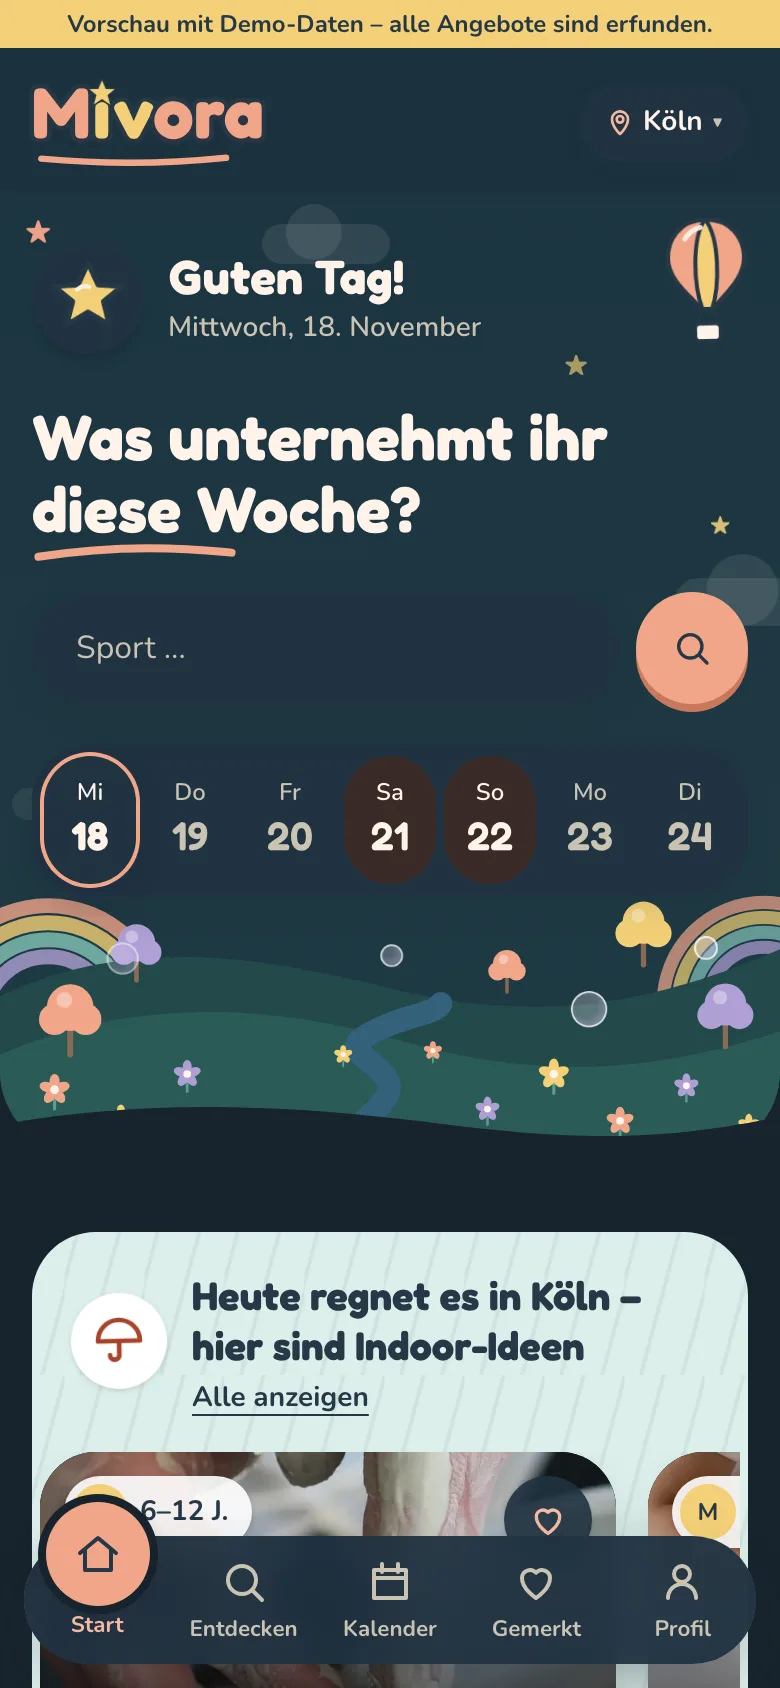 Vorschau mit Demo-Daten – alle Angebote sind erfunden.
Mivora
Köln ▾
Guten Tag!
Mittwoch, 18. November
Was unternehmt ihr
diese Woche?
Sport ...
Mi Do Fr Sa So Mo Di
18 19 20 21 22 23 24
Heute regnet es in Köln –
hier sind Indoor-Ideen
Alle anzeigen
6–12 J.
M
Start Entdecken Kalender Gemerkt Profil